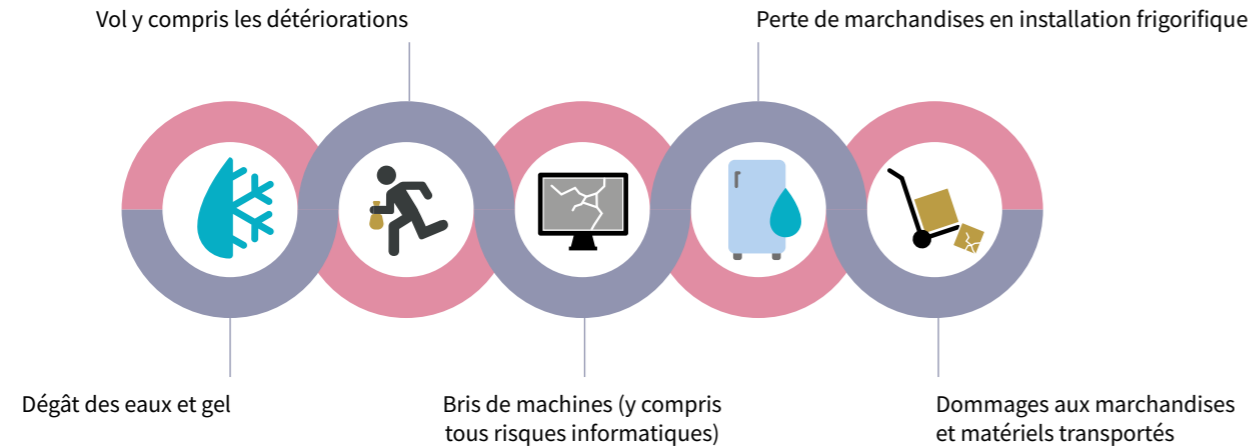 Vol y compris les détériorations
Perte de marchandises en installation frigorifique
Dégât des eaux et gel
Bris de machines (y compris
tous risques informatiques)
Dommages aux marchandises
et matériels transportés